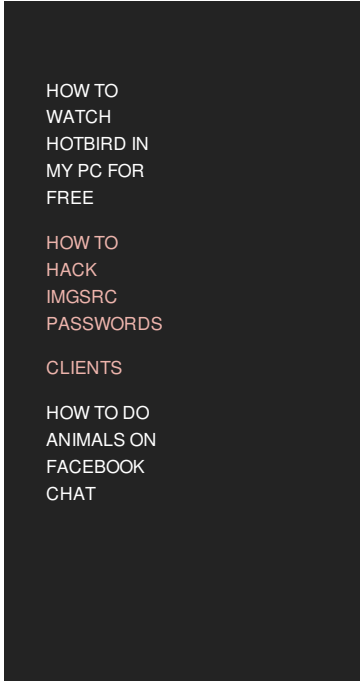 HOW TO
WATCH
HOTBIRD IN
MY PC FOR
FREE
HOW TO
HACK
IMGSRC
PASSWORDS
CLIENTS
HOW TO DO
ANIMALS ON
FACEBOOK
CHAT